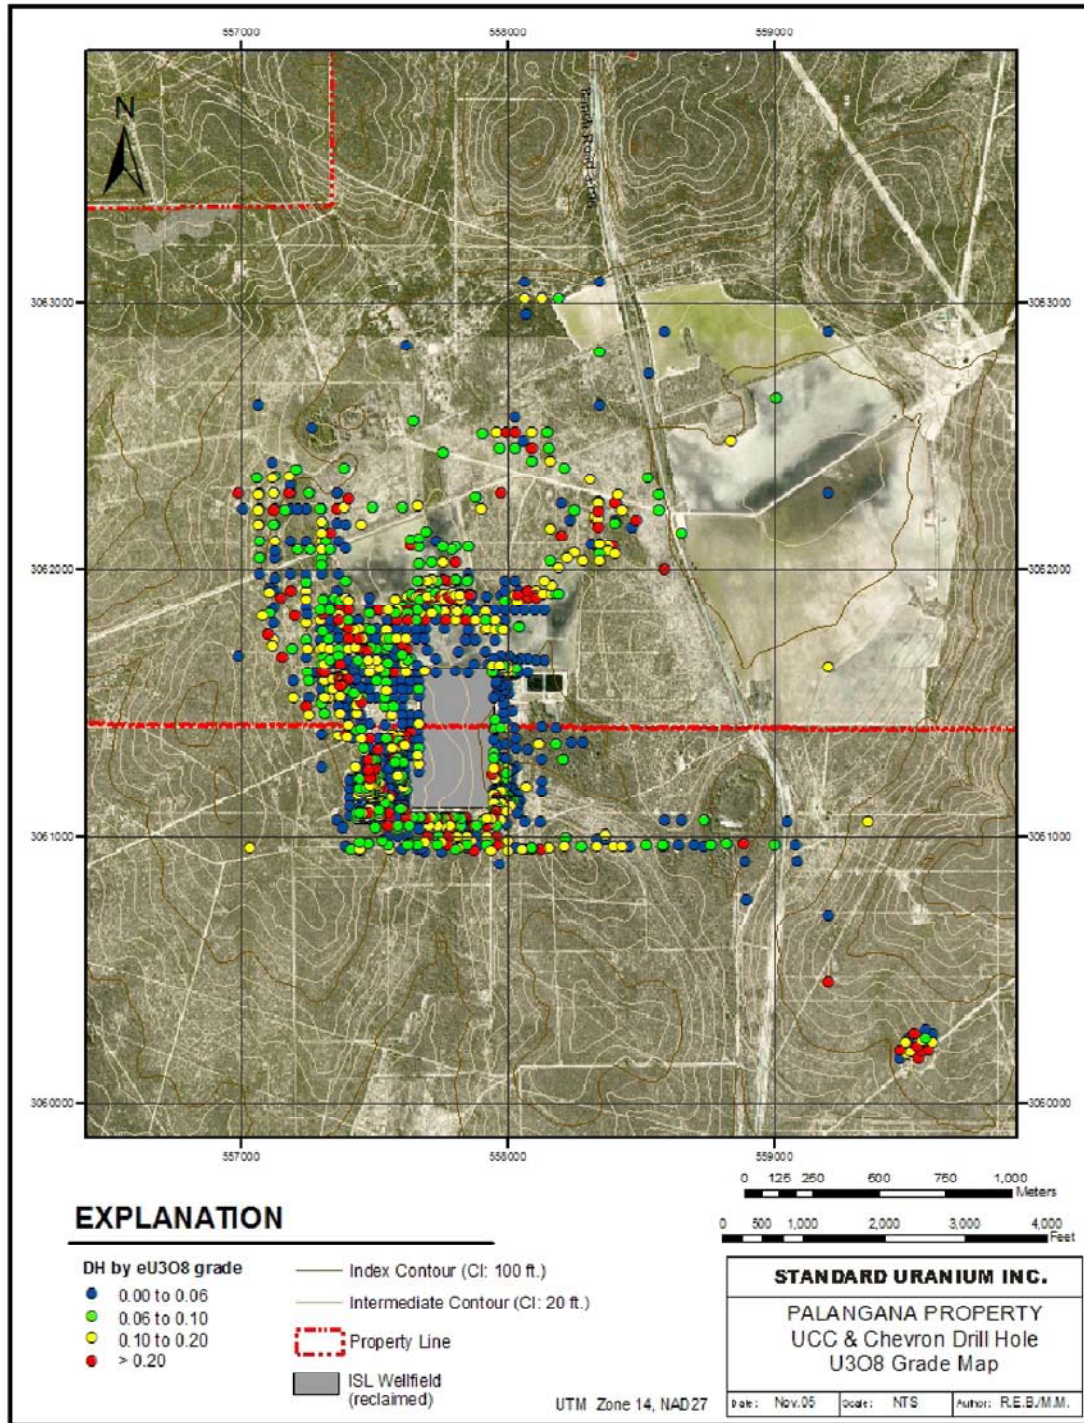 557000 558000 559000
N
3063000 3063000
3062000 3062000
3061000 3061000
3060000 3060000
557000 558000 559000
0 125 250 500 750 1,000
Meters
0 500 1,000 2,000 3,000 4,000
Feet
EXPLANATION
DH by eU3O8 grade
0.00 to 0.06
0.06 to 0.10
0.10 to 0.20
> 0.20
Index Contour (CI: 100 ft.)
Intermediate Contour (CI: 20 ft.)
Property Line
ISL Wellfield
(reclaimed)
UTM Zone 14, NAD27
STANDARD URANIUM INC.
PALANGANA PROPERTY
UCC & Chevron Drill Hole
U3O8 Grade Map
Date: Nov.05 Scale: NTS Author: R.E.B./M.M.